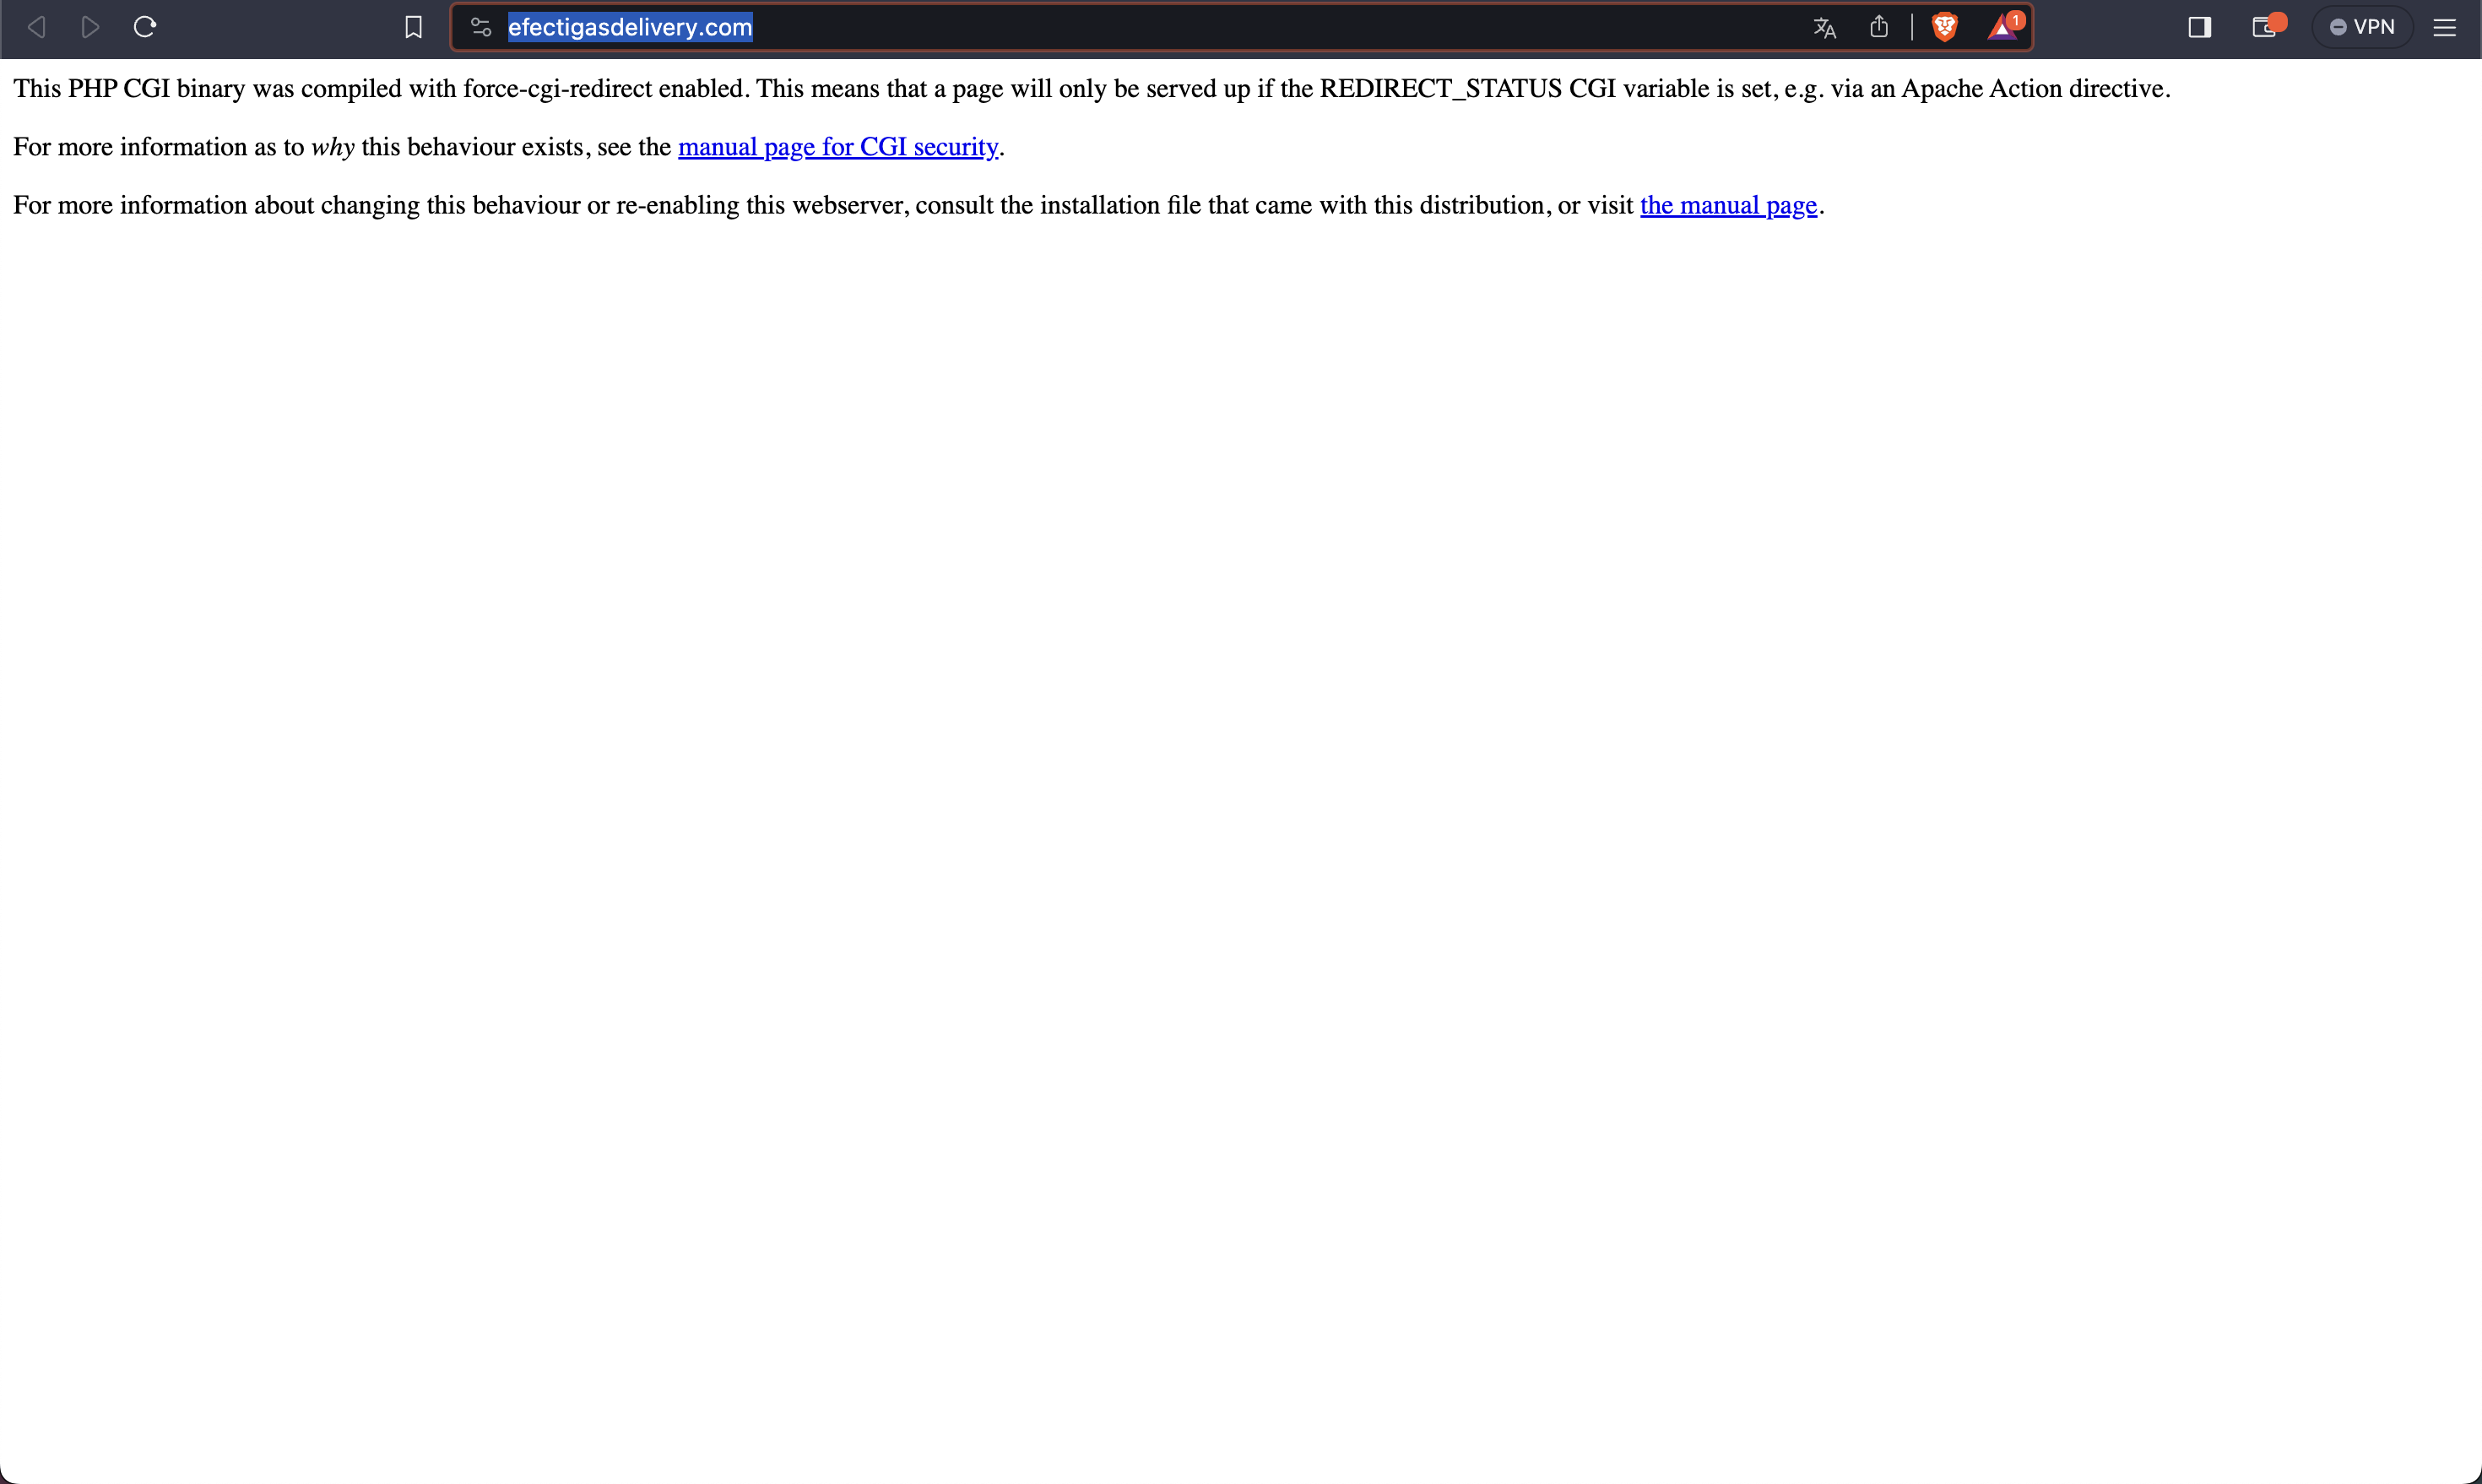 efectigasdelivery.com
1
VPN
This PHP CGI binary was compiled with force-cgi-redirect enabled. This means that a page will only be served up if the REDIRECT_STATUS CGI variable is set, e.g. via an Apache Action directive.
For more information as to why this behaviour exists, see the manual page for CGI security.
For more information about changing this behaviour or re-enabling this webserver, consult the installation file that came with this distribution, or visit the manual page.